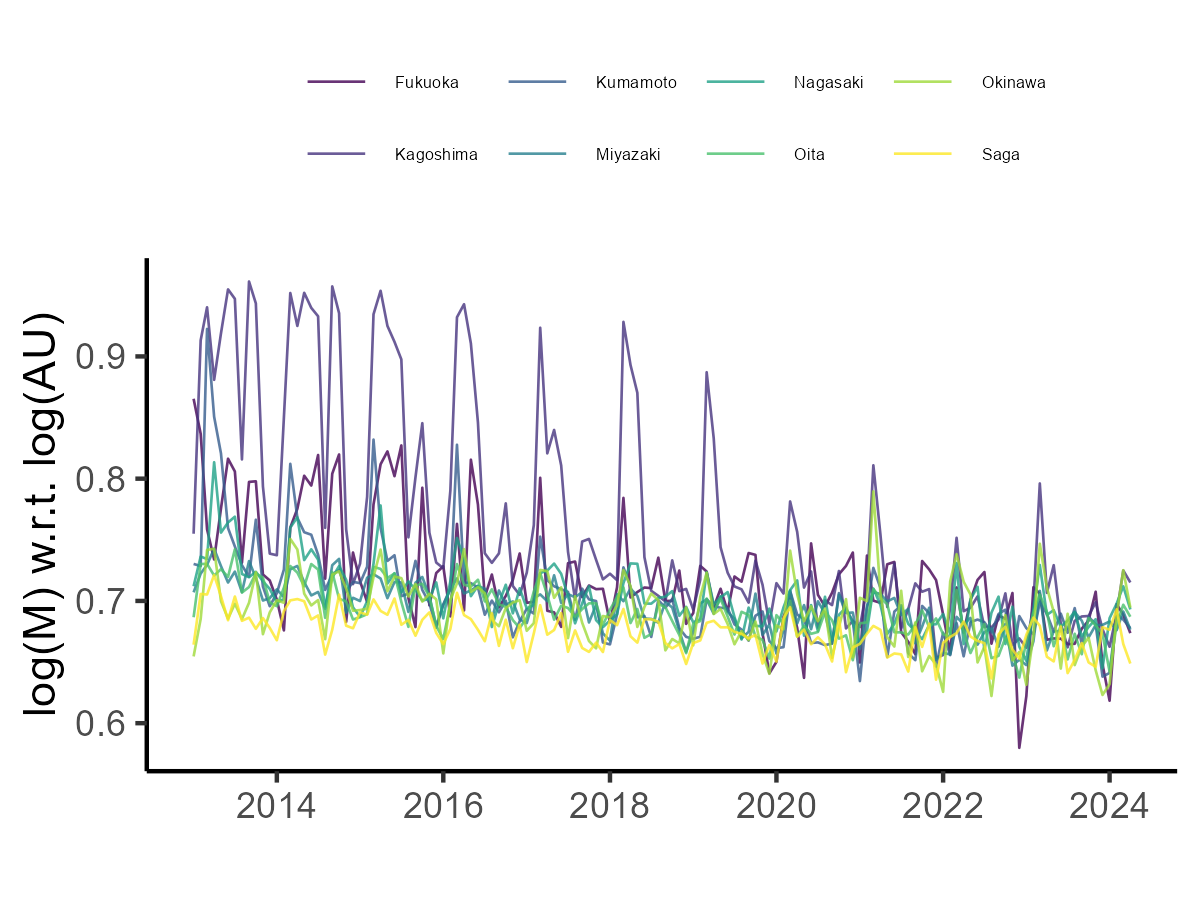 Fukuoka Kumamoto Nagasaki Okinawa
Kagoshima Miyazaki Oita Saga
log(M) w.r.t. log(AU)
0.9
0.8
0.7
0.6
2014 2016 2018 2020 2022 2024